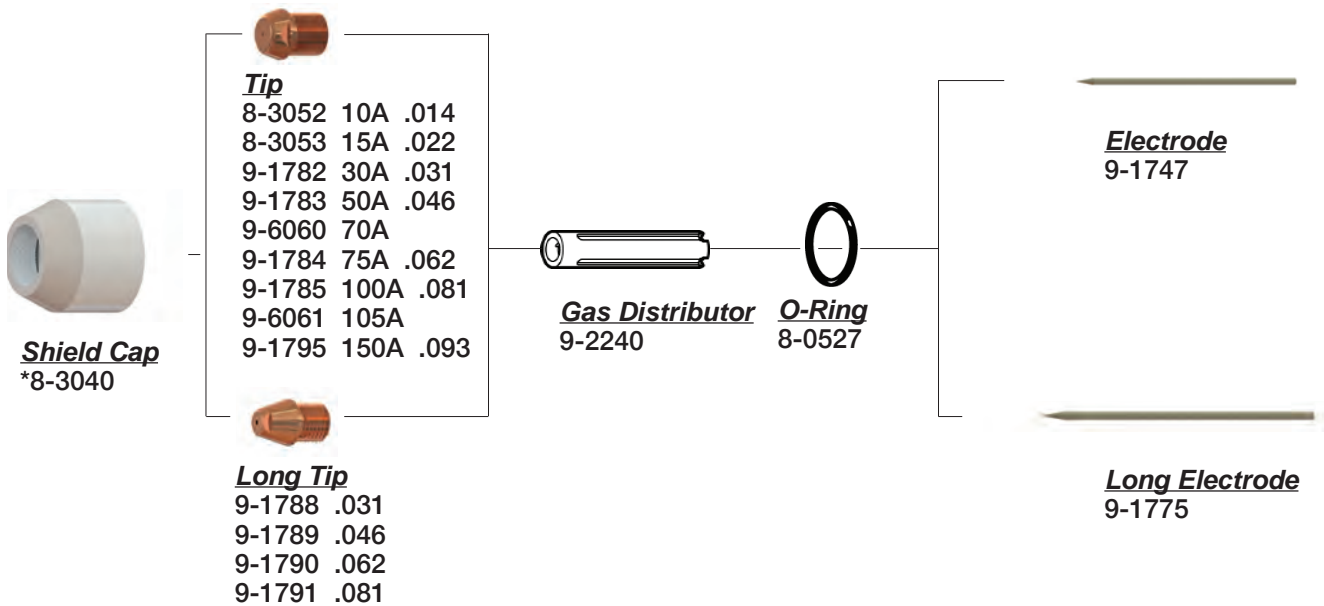 Tip
8-3052 10A .014
8-3053 15A .022
9-1782 30A .031
9-1783 50A .046
9-6060 70A
9-1784 75A .062
9-1785 100A .081
9-6061 105A
9-1795 150A .093
Shield Cap
*8-3040
Long Tip
9-1788 .031
9-1789 .046
9-1790 .062
9-1791 .081
Gas Distributor
9-2240
O-Ring
8-0527
Electrode
9-1747
Long Electrode
9-1775